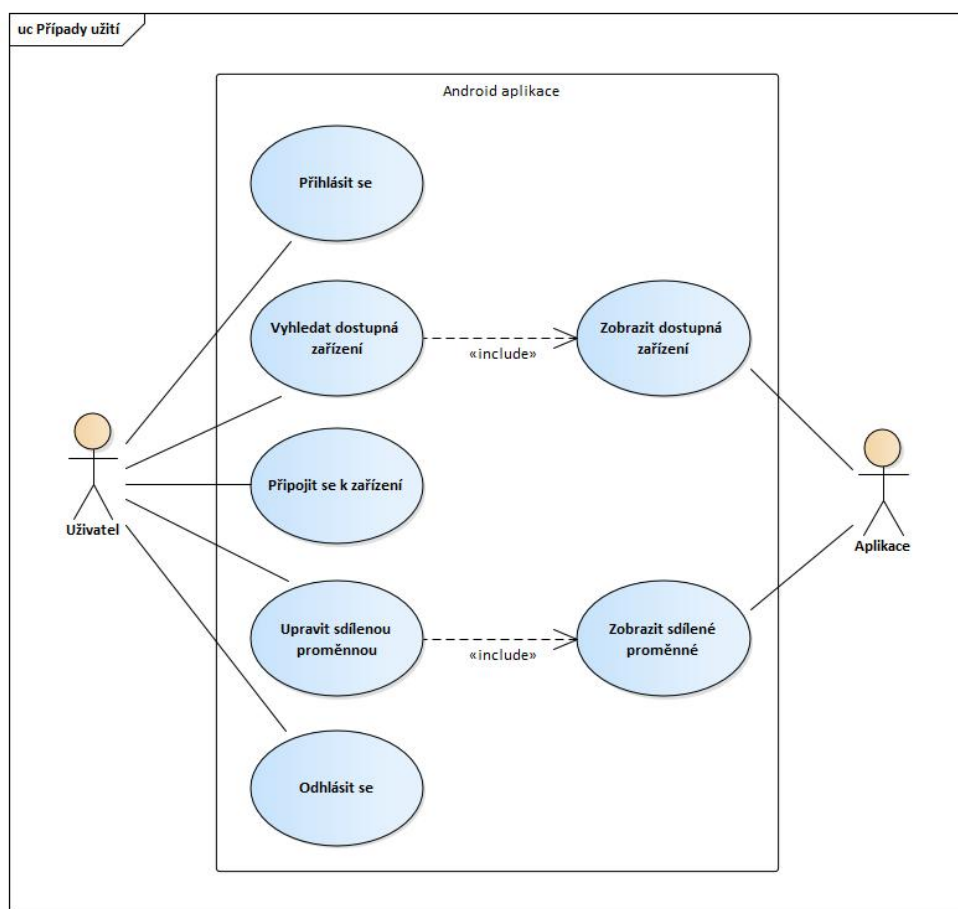 uc Případy užití
Android aplikace
Přihlásit se
Vyhledat dostupná
zařízení
«include»
Zobrazit dostupná
zařízení
Připojit se k zařízení
Uživatel
Aplikace
Upravit sdílenou
proměnnou
«include»
Zobrazit sdílené
proměnné
Odhlásit se